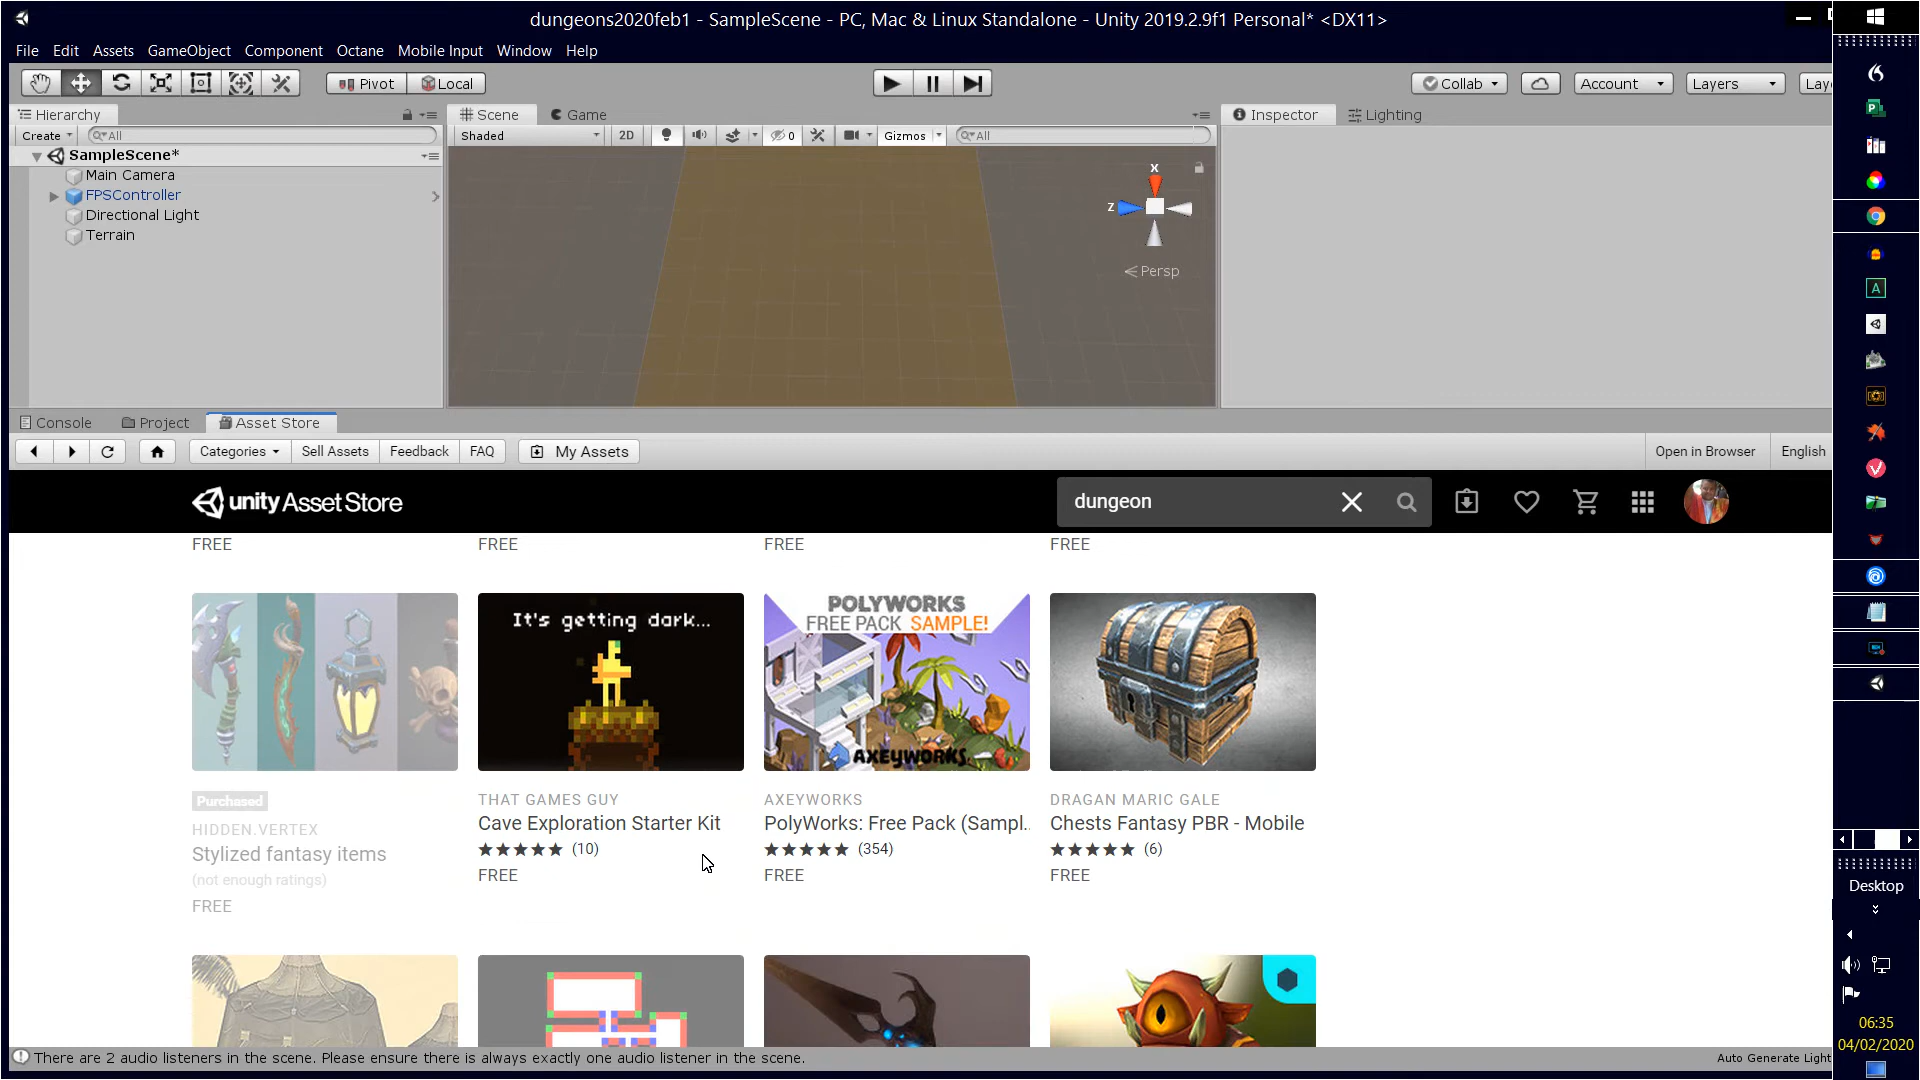 dungeons2020feb1 - SampleScene - PC, Mac & Linux Standalone - Unity 2019.2.9f1 Personal* <DX11>
File Edit Assets GameObject Component Octane Mobile Input Window Help
Pivot Local Collab Account Layers
Hierarchy Scene Game Inspector Lighting
Create All Shaded 2D 0 Gizmos All
SampleScene*
Main Camera
FPSController
Directional Light
Terrain
x
z
Persp
Console Project Asset Store
Categories Sell Assets Feedback FAQ My Assets Open in Browser English
unity Asset Store dungeon
FREE FREE FREE FREE
It's getting dark...
POLYWORKS
FREE PACK SAMPLE!
AXEYWORKS
Purchased
HIDDEN.VERTEX
Stylized fantasy items
(not enough ratings)
FREE
THAT GAMES GUY
Cave Exploration Starter Kit
(10)
FREE
AXEYWORKS
PolyWorks: Free Pack (Sampl..
(354)
FREE
DRAGAN MARIC GALE
Chests Fantasy PBR - Mobile
(6)
FREE
There are 2 audio listeners in the scene. Please ensure there is always exactly one audio listener in the scene.
Auto Generate Light
Desktop
06:35
04/02/2020